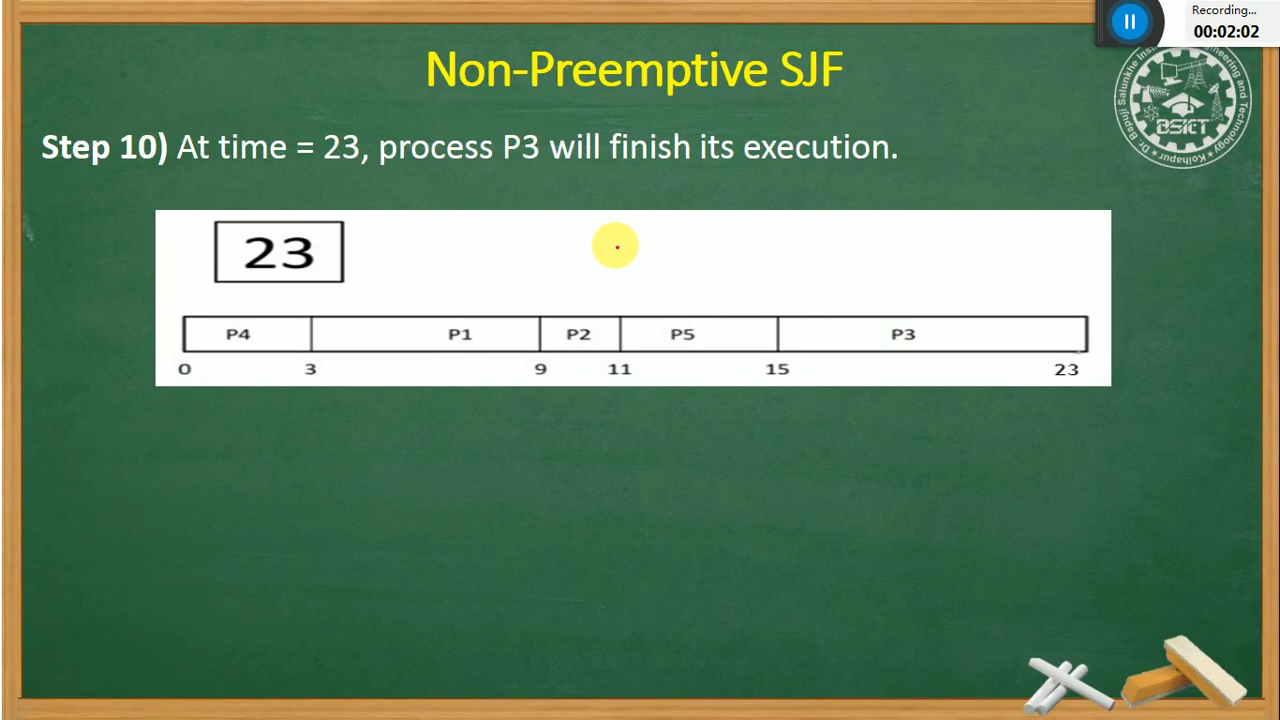 Recording...
00:02:02
Non-Preemptive SJF
Step 10) At time = 23, process P3 will finish its execution.
23
P4 P1 P2 P5 P3
0 3 9 11 15 23
BSIET